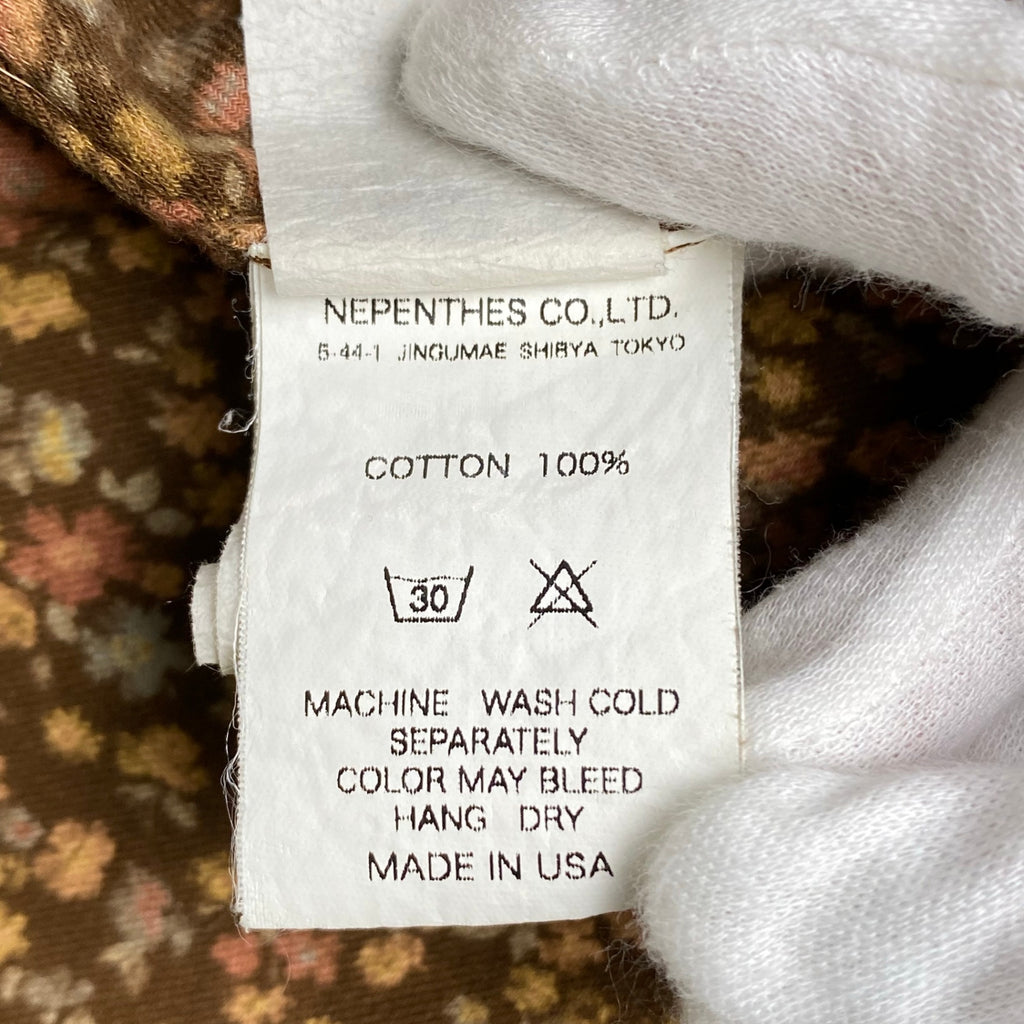 NEPENTHES CO.,LTD.
5-44-1 JINGUMAE SHIBYA TOKYO
COTTON 100%
30
MACHINE WASH COLD
SEPARATELY
COLOR MAY BLEED
HANG DRY
MADE IN USA